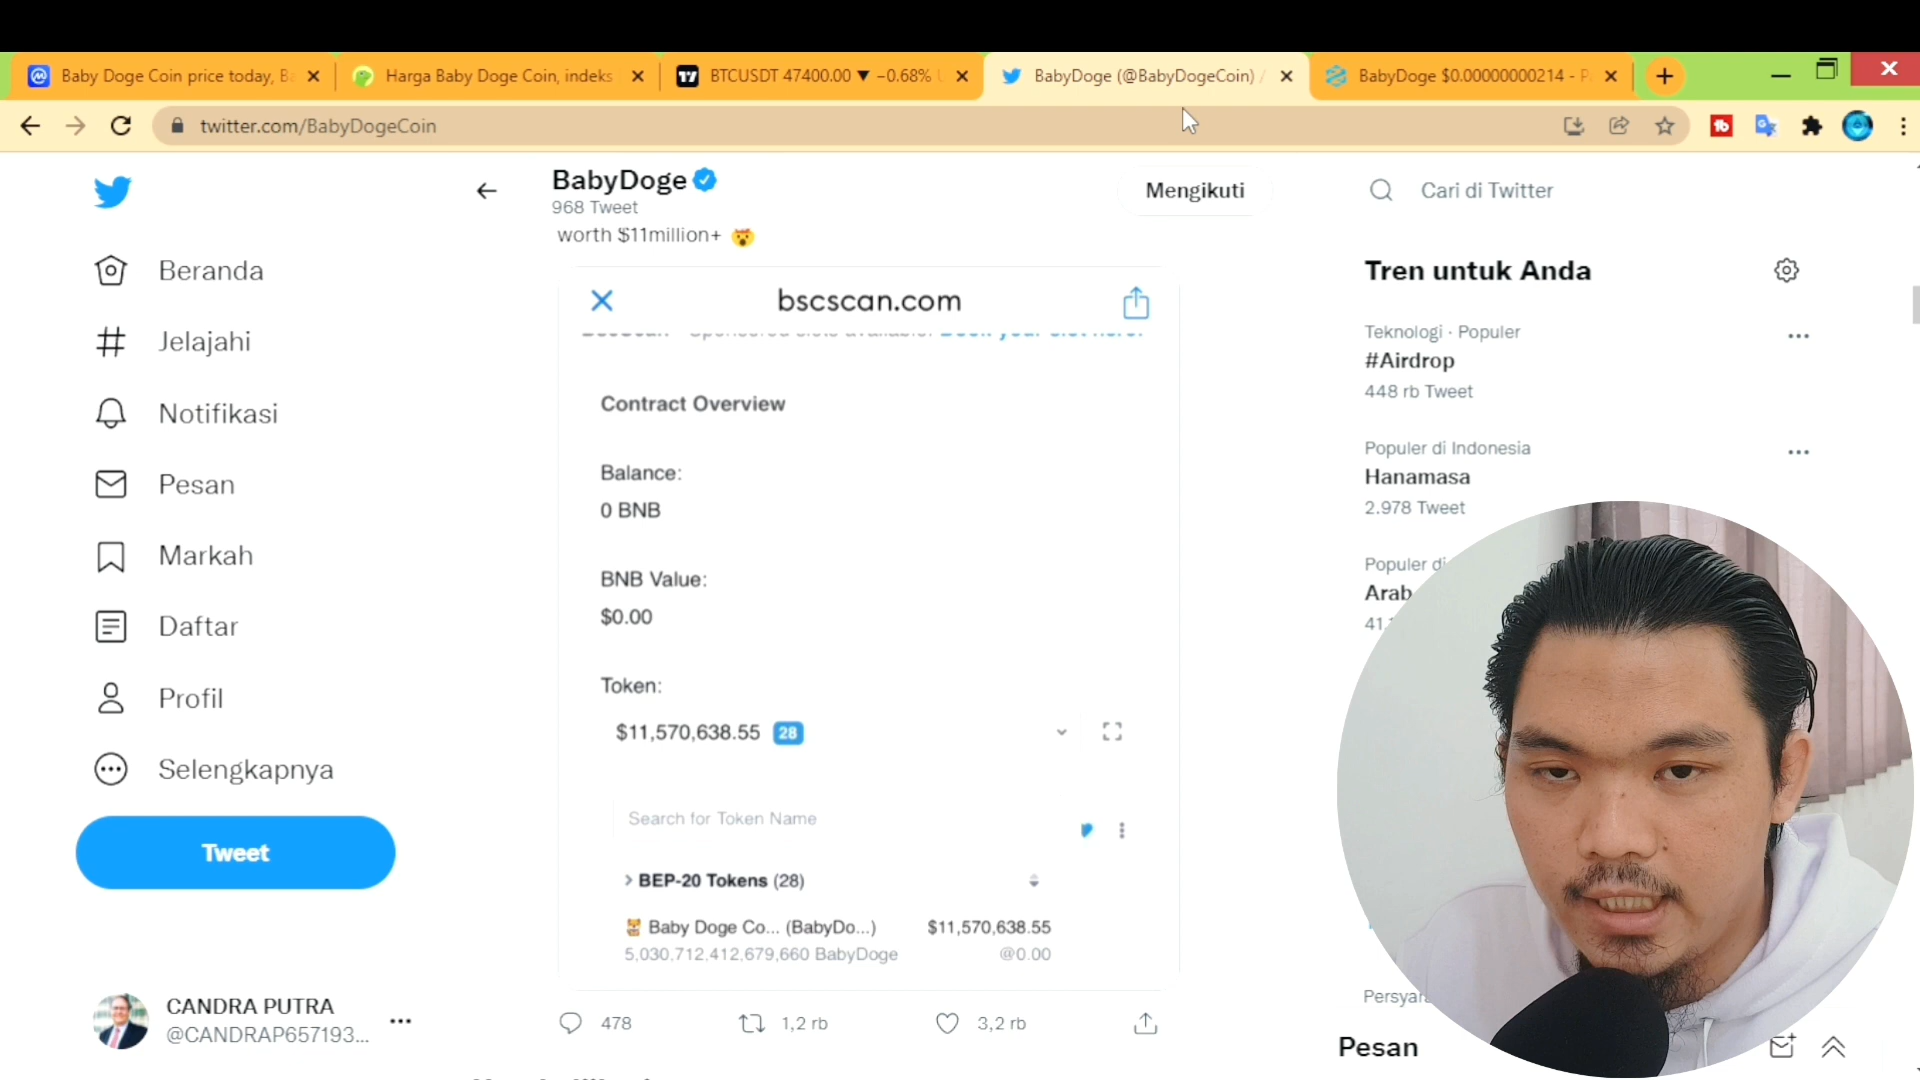 Baby Doge Coin price today, Ba
Harga Baby Doge Coin, indeks
BTCUSDT 47400.00 ▼ −0.68%
BabyDoge (@BabyDogeCoin) /
BabyDoge $0.00000000214 - P
twitter.com/BabyDogeCoin
BabyDoge
968 Tweet
Mengikuti
Cari di Twitter
worth $11million+ 🤯
Beranda
Jelajahi
Notifikasi
Pesan
Markah
Daftar
Profil
Selengkapnya
Tweet
CANDRA PUTRA
@CANDRAP657193...
bscscan.com
Contract Overview
Balance:
0 BNB
BNB Value:
$0.00
Token:
$11,570,638.55 28
Search for Token Name
BEP-20 Tokens (28)
Baby Doge Co... (BabyDo...) $11,570,638.55
5,030,712,412,679,660 BabyDoge @0.00
478 1,2 rb 3,2 rb
Tren untuk Anda
Teknologi · Populer
#Airdrop
448 rb Tweet
Populer di Indonesia
Hanamasa
2.978 Tweet
Populer di
Arab
Pesan